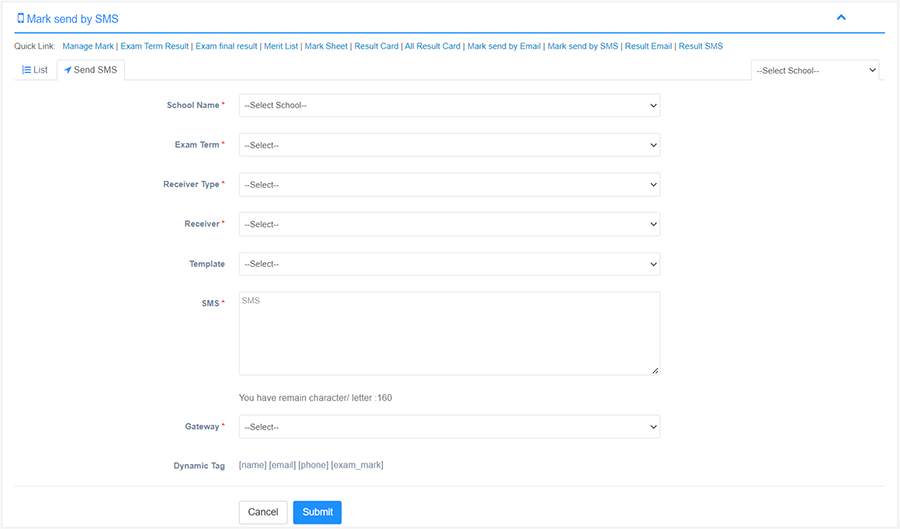 Mark send by SMS
Quick Link: Manage Mark | Exam Term Result | Exam final result | Merit List | Mark Sheet | Result Card | All Result Card | Mark send by Email | Mark send by SMS | Result Email | Result SMS
List Send SMS --Select School--
School Name * --Select School--
Exam Term * --Select--
Receiver Type * --Select--
Receiver * --Select--
Template --Select--
SMS * SMS
You have remain character/ letter :160
Gateway * --Select--
Dynamic Tag [name] [email] [phone] [exam_mark]
Cancel Submit